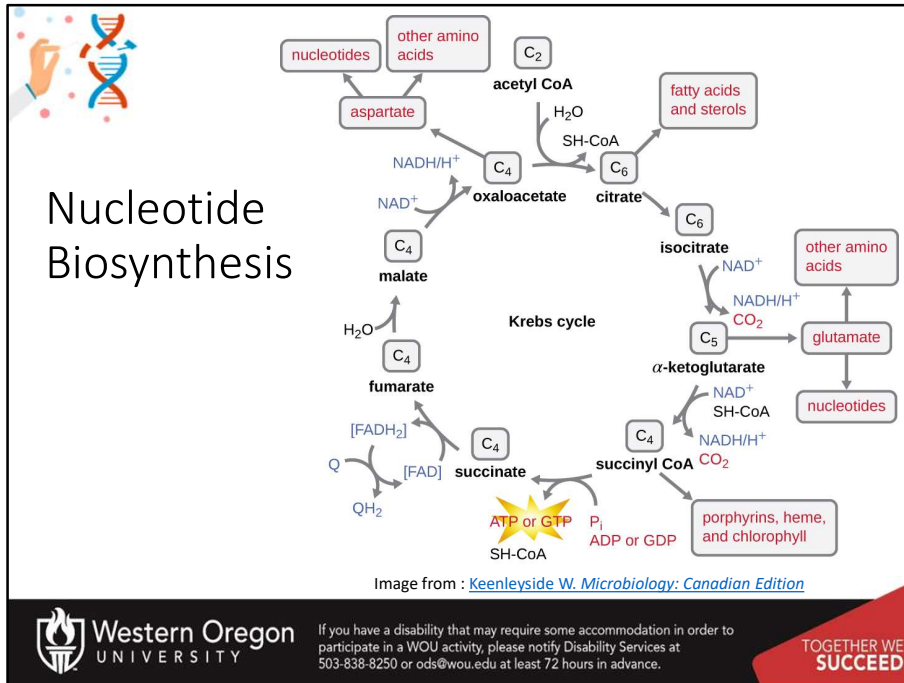 Nucleotide
Biosynthesis
nucleotides
other amino
acids
aspartate
C₂
acetyl CoA
H₂O
SH-CoA
fatty acids
and sterols
C₄
oxaloacetate
C₆
citrate
NADH/H⁺
NAD⁺
C₆
isocitrate
C₄
malate
NAD⁺
NADH/H⁺
CO₂
other amino
acids
Krebs cycle
H₂O
C₅
α-ketoglutarate
glutamate
C₄
fumarate
NAD⁺
SH-CoA
nucleotides
NADH/H⁺
CO₂
[FADH₂]
Q
[FAD]
QH₂
C₄
succinate
C₄
succinyl CoA
ATP or GTP
SH-CoA
Pᵢ
ADP or GDP
porphyrins, heme,
and chlorophyll
Image from : Keenleyside W. Microbiology: Canadian Edition
Western Oregon
UNIVERSITY
If you have a disability that may require some accommodation in order to
participate in a WOU activity, please notify Disability Services at
503-838-8250 or ods@wou.edu at least 72 hours in advance.
TOGETHER WE
SUCCEED